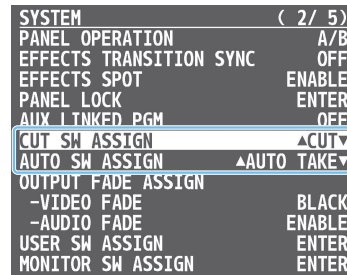 SYSTEM ( 2/ 5)
PANEL OPERATION A/B
EFFECTS TRANSITION SYNC OFF
EFFECTS SPOT ENABLE
PANEL LOCK ENTER
AUX LINKED PGM OFF
CUT SW ASSIGN ▲CUT▼
AUTO SW ASSIGN ▲AUTO TAKE▼
OUTPUT FADE ASSIGN
-VIDEO FADE BLACK
-AUDIO FADE ENABLE
USER SW ASSIGN ENTER
MONITOR SW ASSIGN ENTER